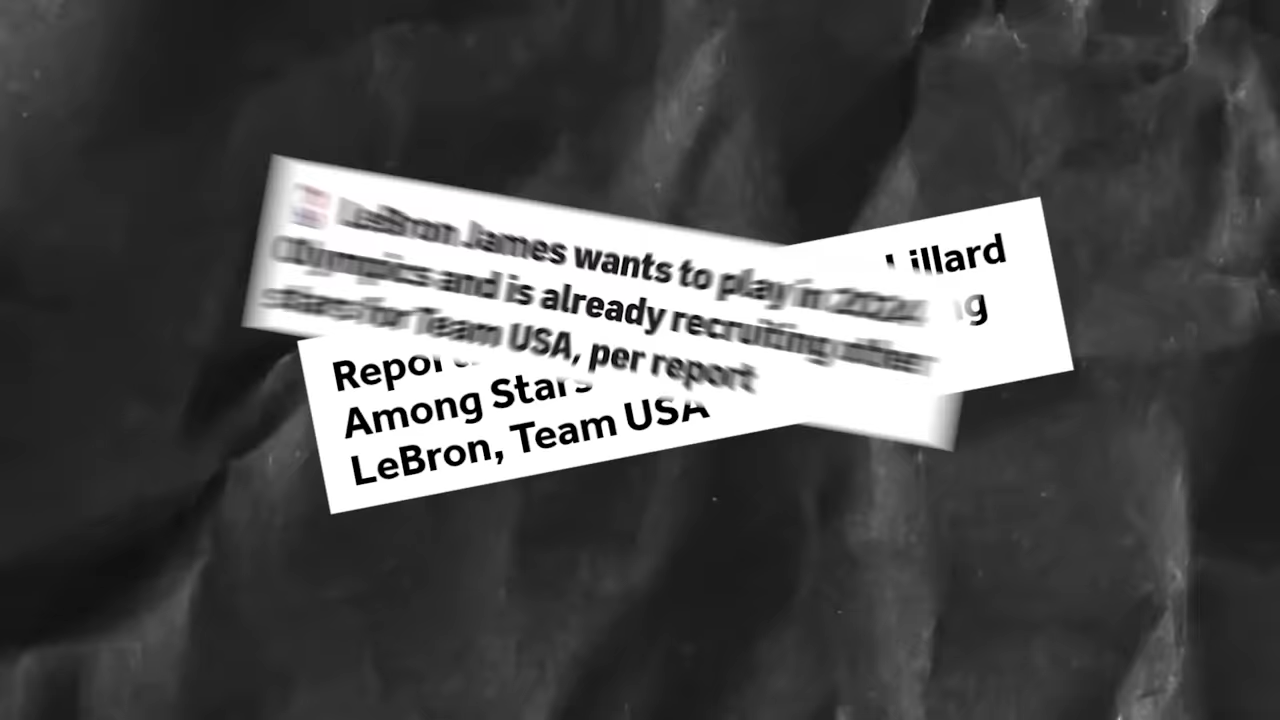 LeBron James wants to play in 2024
Olympics and is already recruiting other
stars for Team USA, per report
Lillard
Among Stars
LeBron, Team USA